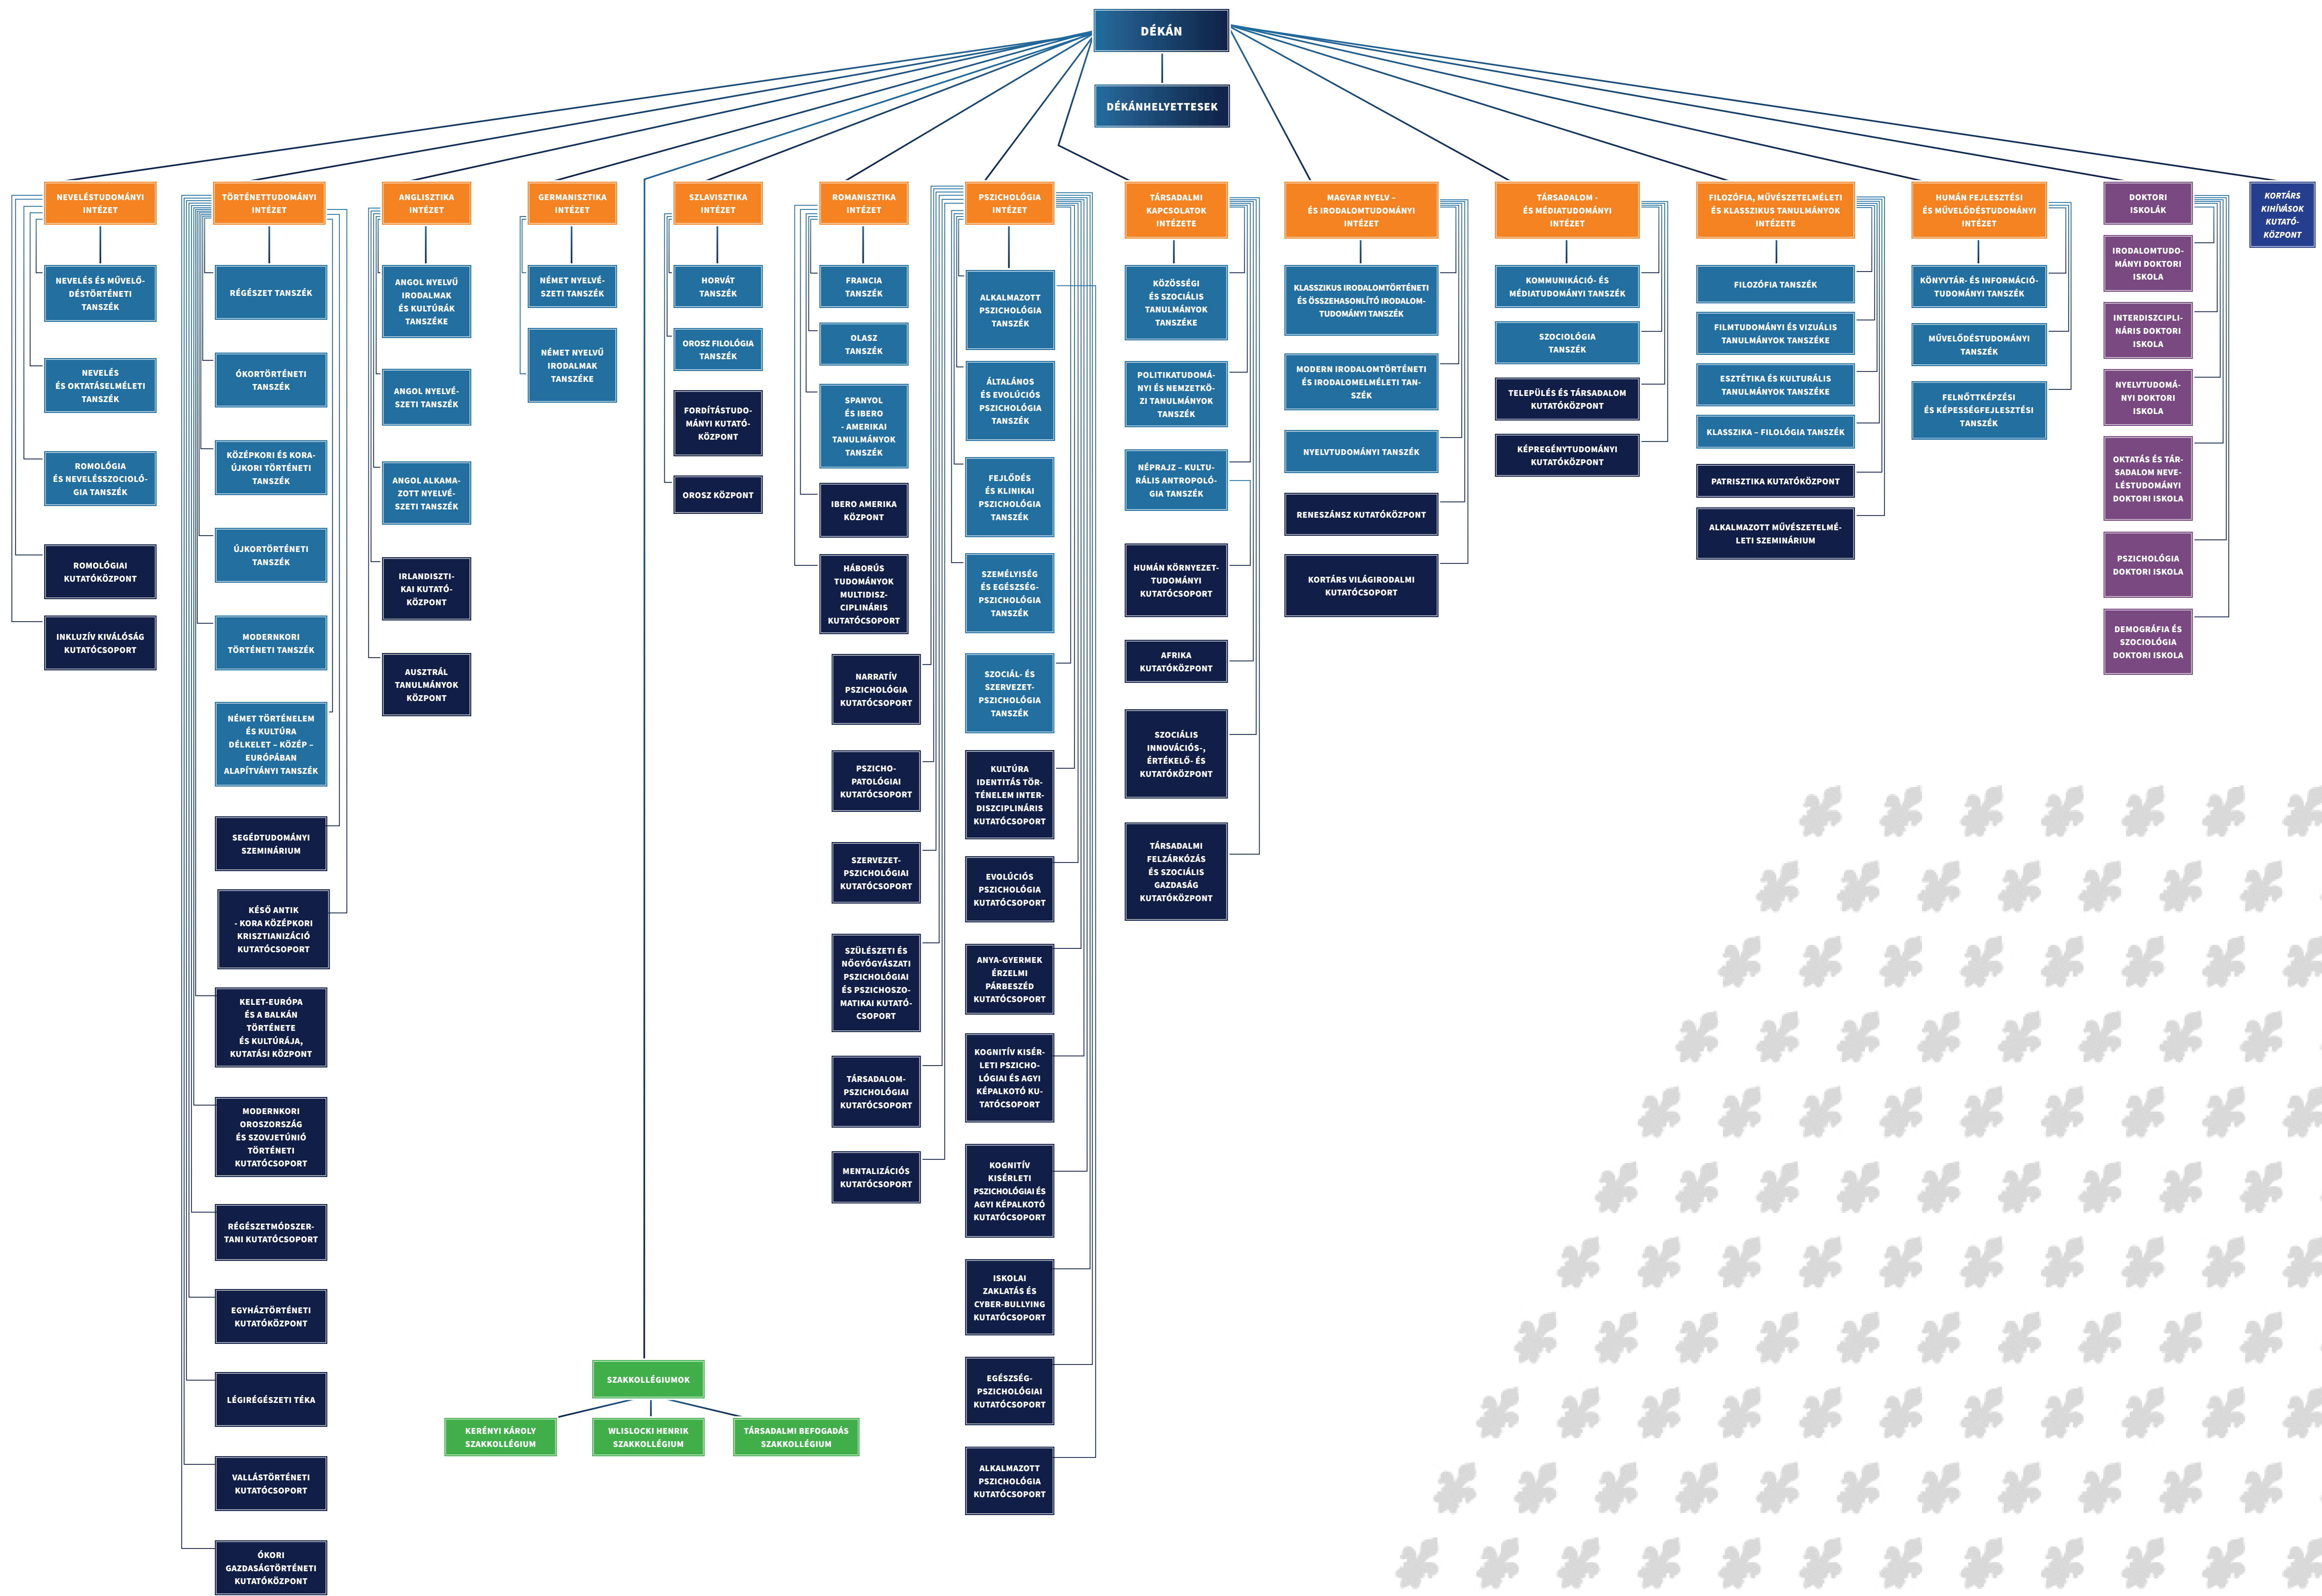 DÉKÁN
DÉKÁNHELYETTESEK
NEVELÉSTUDOMÁNYI
INTÉZET
NEVELÉS ÉS MŰVELŐ-
DÉSTÖRTÉNETI
TANSZÉK
NEVELÉS
ÉS OKTATÁSELMÉLETI
TANSZÉK
ROMOLÓGIA
ÉS NEVELÉSSZOCIOLÓ-
GIA TANSZÉK
ROMOLÓGIAI
KUTATÓKÖZPONT
INKLUZÍV KIVÁLÓSÁG
KUTATÓCSOPORT
TÖRTÉNETTUDOMÁNYI
INTÉZET
RÉGÉSZET TANSZÉK
ÓKORTÖRTÉNETI
TANSZÉK
KÖZÉPKORI ÉS KORA-
ÚJKORI TÖRTÉNETI
TANSZÉK
ÚJKORTÖRTÉNETI
TANSZÉK
MODERNKORI
TÖRTÉNETI TANSZÉK
NÉMET TÖRTÉNELEM
ÉS KULTÚRA
DÉLKELET – KÖZÉP –
EURÓPÁBAN
ALAPÍTVÁNYI TANSZÉK
SEGÉDTUDOMÁNYI
SZEMINÁRIUM
KÉSŐ ANTIK
- KORA KÖZÉPKORI
KRISZTIANIZÁCIÓ
KUTATÓCSOPORT
KELET-EURÓPA
ÉS A BALKÁN
TÖRTÉNETE
ÉS KULTÚRÁJA,
KUTATÁSI KÖZPONT
MODERNKORI
OROSZORSZÁG
ÉS SZOVJETÚNIÓ
TÖRTÉNETI
KUTATÓCSOPORT
RÉGÉSZETMÓDSZER-
TANI KUTATÓCSOPORT
EGYHÁZTÖRTÉNETI
KUTATÓKÖZPONT
LÉGIRÉGÉSZETI TÉKA
VALLÁSTÖRTÉNETI
KUTATÓCSOPORT
ÓKORI
GAZDASÁGTÖRTÉNETI
KUTATÓKÖZPONT
ANGLISZTIKA
INTÉZET
ANGOL NYELVŰ
IRODALMAK
ÉS KULTÚRÁK
TANSZÉKE
ANGOL NYELVÉ-
SZETI TANSZÉK
ANGOL ALKAMA-
ZOTT NYELVÉ-
SZETI TANSZÉK
IRLANDISZTI-
KAI KUTATÓ-
KÖZPONT
AUSZTRÁL
TANULMÁNYOK
KÖZPONT
GERMANISZTIKA
INTÉZET
NÉMET NYELVÉ-
SZETI TANSZÉK
NÉMET NYELVŰ
IRODALMAK
TANSZÉKE
SZLAVISZTIKA
INTÉZET
HORVÁT
TANSZÉK
OROSZ FILOLÓGIA
TANSZÉK
FORDÍTÁSTUDO-
MÁNYI KUTATÓ-
KÖZPONT
OROSZ KÖZPONT
SZAKKOLLÉGIUMOK
KERÉNYI KÁROLY
SZAKKOLLÉGIUM
WLISLOCKI HENRIK
SZAKKOLLÉGIUM
TÁRSADALMI BEFOGADÁS
SZAKKOLLÉGIUM
ROMANISZTIKA
INTÉZET
FRANCIA
TANSZÉK
OLASZ
TANSZÉK
SPANYOL
ÉS IBERO
- AMERIKAI
TANULMÁNYOK
TANSZÉK
IBERO AMERIKA
KÖZPONT
HÁBORÚS
TUDOMÁNYOK
MULTIDISZ-
CIPLINÁRIS
KUTATÓCSOPORT
NARRATÍV
PSZICHOLÓGIA
KUTATÓCSOPORT
PSZICHO-
PATOLÓGIAI
KUTATÓCSOPORT
SZERVEZET-
PSZICHOLÓGIAI
KUTATÓCSOPORT
SZÜLÉSZETI ÉS
NŐGYÓGYÁSZATI
PSZICHOLÓGIAI
ÉS PSZICHOSZO-
MATIKAI KUTATÓ-
CSOPORT
TÁRSADALOM-
PSZICHOLÓGIAI
KUTATÓCSOPORT
MENTALIZÁCIÓS
KUTATÓCSOPORT
PSZICHOLÓGIA
INTÉZET
ALKALMAZOTT
PSZICHOLÓGIA
TANSZÉK
ÁLTALÁNOS
ÉS EVOLÚCIÓS
PSZICHOLÓGIA
TANSZÉK
FEJLŐDÉS
ÉS KLINIKAI
PSZICHOLÓGIA
TANSZÉK
SZEMÉLYISÉG
ÉS EGÉSZSÉG-
PSZICHOLÓGIA
TANSZÉK
SZOCIÁL- ÉS
SZERVEZET-
PSZICHOLÓGIA
TANSZÉK
KULTÚRA
IDENTITÁS TÖR-
TÉNELEM INTER-
DISZCIPLINÁRIS
KUTATÓCSOPORT
EVOLÚCIÓS
PSZICHOLÓGIA
KUTATÓCSOPORT
ANYA-GYERMEK
ÉRZELMI
PÁRBESZÉD
KUTATÓCSOPORT
KOGNITÍV KISÉR-
LETI PSZICHO-
LÓGIAI ÉS AGYI
KÉPALKOTÓ KU-
TATÓCSOPORT
KOGNITÍV
KISÉRLETI
PSZICHOLÓGIAI ÉS
AGYI KÉPALKOTÓ
KUTATÓCSOPORT
ISKOLAI
ZAKLATÁS ÉS
CYBER-BULLYING
KUTATÓCSOPORT
EGÉSZSÉG-
PSZICHOLÓGIAI
KUTATÓCSOPORT
ALKALMAZOTT
PSZICHOLÓGIA
KUTATÓCSOPORT
TÁRSADALMI
KAPCSOLATOK
INTÉZETE
KÖZÖSSÉGI
ÉS SZOCIÁLIS
TANULMÁNYOK
TANSZÉKE
POLITIKATUDOMÁ-
NYI ÉS NEMZETKÖ-
ZI TANULMÁNYOK
TANSZÉK
NÉPRAJZ – KULTU-
RÁLIS ANTROPOLÓ-
GIA TANSZÉK
HUMÁN KÖRNYEZET-
TUDOMÁNYI
KUTATÓCSOPORT
AFRIKA
KUTATÓKÖZPONT
SZOCIÁLIS
INNOVÁCIÓS-,
ÉRTÉKELŐ- ÉS
KUTATÓKÖZPONT
TÁRSADALMI
FELZÁRKÓZÁS
ÉS SZOCIÁLIS
GAZDASÁG
KUTATÓKÖZPONT
MAGYAR NYELV –
ÉS IRODALOMTUDOMÁNYI
INTÉZET
KLASSZIKUS IRODALOMTÖRTÉNETI
ÉS ÖSSZEHASONLÍTÓ IRODALOM-
TUDOMÁNYI TANSZÉK
MODERN IRODALOMTÖRTÉNETI
ÉS IRODALOMELMÉLETI TAN-
SZÉK
NYELVTUDOMÁNYI TANSZÉK
RENESZÁNSZ KUTATÓKÖZPONT
KORTÁRS VILÁGIRODALMI
KUTATÓCSOPORT
TÁRSADALOM -
ÉS MÉDIATUDOMÁNYI
INTÉZET
KOMMUNIKÁCIÓ- ÉS
MÉDIATUDOMÁNYI TANSZÉK
SZOCIOLÓGIA
TANSZÉK
TELEPÜLÉS ÉS TÁRSADALOM
KUTATÓKÖZPONT
KÉPREGÉNYTUDOMÁNYI
KUTATÓKÖZPONT
FILOZÓFIA, MŰVÉSZETELMÉLETI
ÉS KLASSZIKUS TANULMÁNYOK
INTÉZETE
FILOZÓFIA TANSZÉK
FILMTUDOMÁNYI ÉS VIZUÁLIS
TANULMÁNYOK TANSZÉKE
ESZTÉTIKA ÉS KULTURÁLIS
TANULMÁNYOK TANSZÉKE
KLASSZIKA – FILOLÓGIA TANSZÉK
PATRISZTIKA KUTATÓKÖZPONT
ALKALMAZOTT MŰVÉSZETELMÉ-
LETI SZEMINÁRIUM
HUMÁN FEJLESZTÉSI
ÉS MŰVELŐDÉSTUDOMÁNYI
INTÉZET
KÖNYVTÁR- ÉS INFORMÁCIÓ-
TUDOMÁNYI TANSZÉK
MŰVELŐDÉSTUDOMÁNYI
TANSZÉK
FELNŐTTKÉPZÉSI
ÉS KÉPESSÉGFEJLESZTÉSI
TANSZÉK
DOKTORI
ISKOLÁK
IRODALOMTUDO-
MÁNYI DOKTORI
ISKOLA
INTERDISZCIPLI-
NÁRIS DOKTORI
ISKOLA
NYELVTUDOMÁ-
NYI DOKTORI
ISKOLA
OKTATÁS ÉS TÁR-
SADALOM NEVE-
LÉSTUDOMÁNYI
DOKTORI ISKOLA
PSZICHOLÓGIA
DOKTORI ISKOLA
DEMOGRÁFIA ÉS
SZOCIOLÓGIA
DOKTORI ISKOLA
KORTÁRS
KIHÍVÁSOK
KUTATÓ-
KÖZPONT